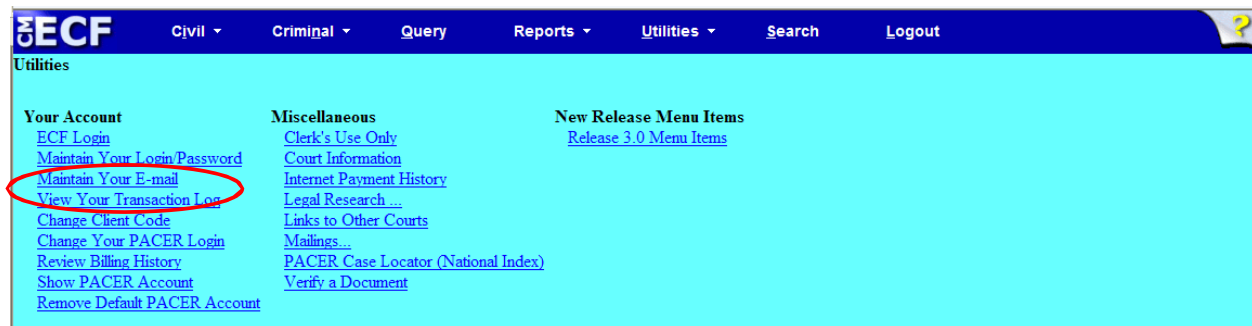 CM ECF Civil Criminal Query Reports Utilities Search Logout ?
Utilities
Your Account
ECF Login
Maintain Your Login/Password
Maintain Your E-mail
View Your Transaction Log
Change Client Code
Change Your PACER Login
Review Billing History
Show PACER Account
Remove Default PACER Account
Miscellaneous
Clerk's Use Only
Court Information
Internet Payment History
Legal Research ...
Links to Other Courts
Mailings...
PACER Case Locator (National Index)
Verify a Document
New Release Menu Items
Release 3.0 Menu Items